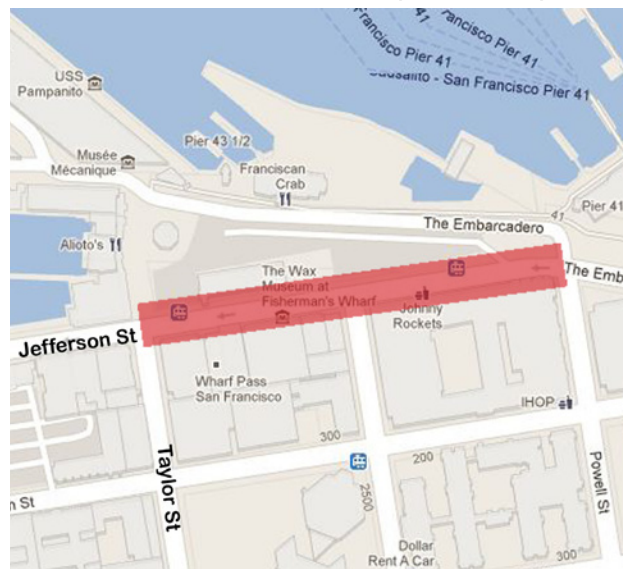 rancisco Pier 41
Francisco Pier 41
Sausalito - San Francisco Pier 41
USS
Pampanito
Musée
Mécanique
Pier 43 1/2
Franciscan
Crab
41
Pier 41
The Embarcadero
Alioto's
The Wax
Museum at
Fisherman's Wharf
The Emb
Johnny
Rockets
Jefferson St
Wharf Pass
San Francisco
IHOP
300
200
n St
Taylor St
2500
Powell St
Dollar
Rent A Car
300